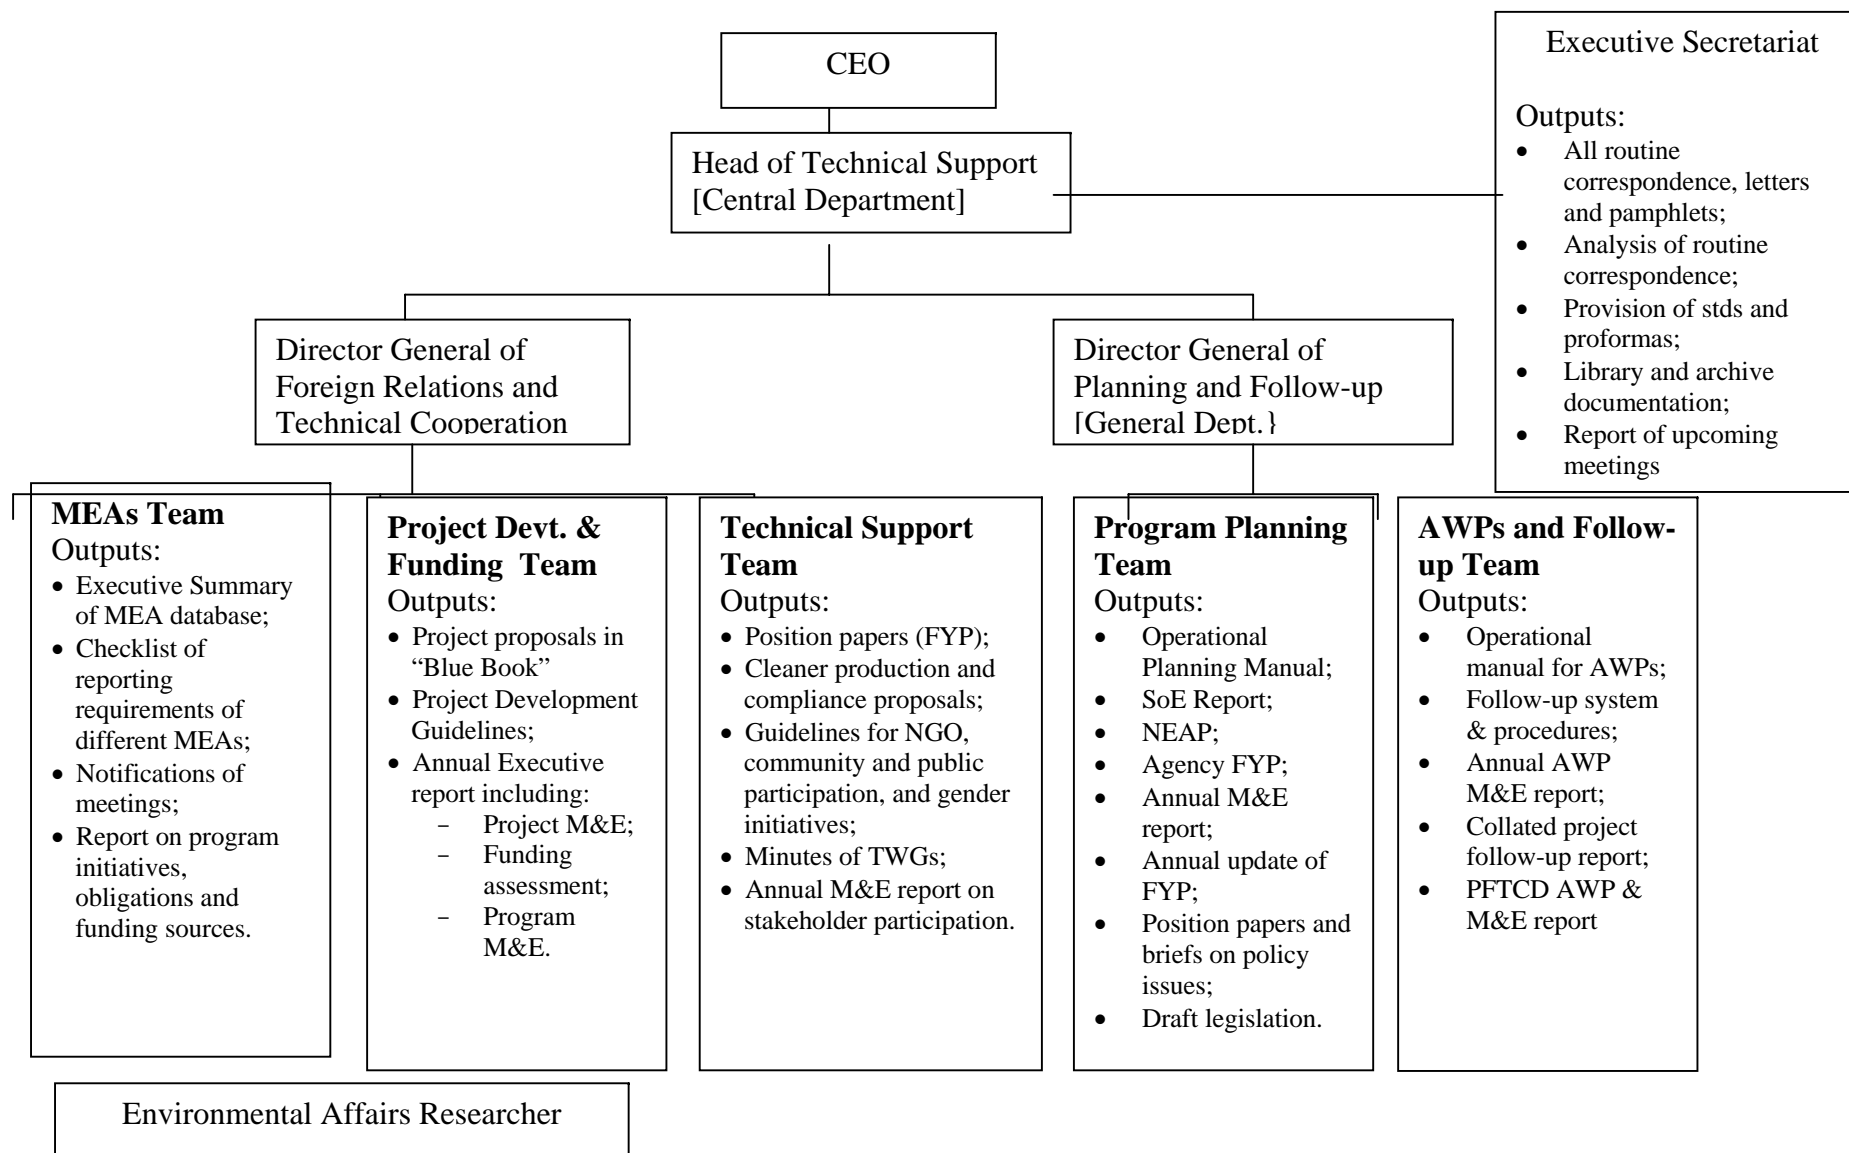 CEO
Executive Secretariat
Outputs:
• All routine
correspondence, letters
and pamphlets;
• Analysis of routine
correspondence;
• Provision of stds and
proformas;
• Library and archive
documentation;
• Report of upcoming
meetings
Head of Technical Support
[Central Department]
Director General of
Foreign Relations and
Technical Cooperation
Director General of
Planning and Follow-up
[General Dept.}
MEAs Team
Outputs:
• Executive Summary
of MEA database;
• Checklist of
reporting
requirements of
different MEAs;
• Notifications of
meetings;
• Report on program
initiatives,
obligations and
funding sources.
Project Devt. &
Funding Team
Outputs:
• Project proposals in
“Blue Book”
• Project Development
Guidelines;
• Annual Executive
report including:
- Project M&E;
- Funding
assessment;
- Program
M&E.
Technical Support
Team
Outputs:
• Position papers (FYP);
• Cleaner production and
compliance proposals;
• Guidelines for NGO,
community and public
participation, and gender
initiatives;
• Minutes of TWGs;
• Annual M&E report on
stakeholder participation.
Program Planning
Team
Outputs:
• Operational
Planning Manual;
• SoE Report;
• NEAP;
• Agency FYP;
• Annual M&E
report;
• Annual update of
FYP;
• Position papers and
briefs on policy
issues;
• Draft legislation.
AWPs and Follow-
up Team
Outputs:
• Operational
manual for AWPs;
• Follow-up system
& procedures;
• Annual AWP
M&E report;
• Collated project
follow-up report;
• PFTCD AWP &
M&E report
Environmental Affairs Researcher